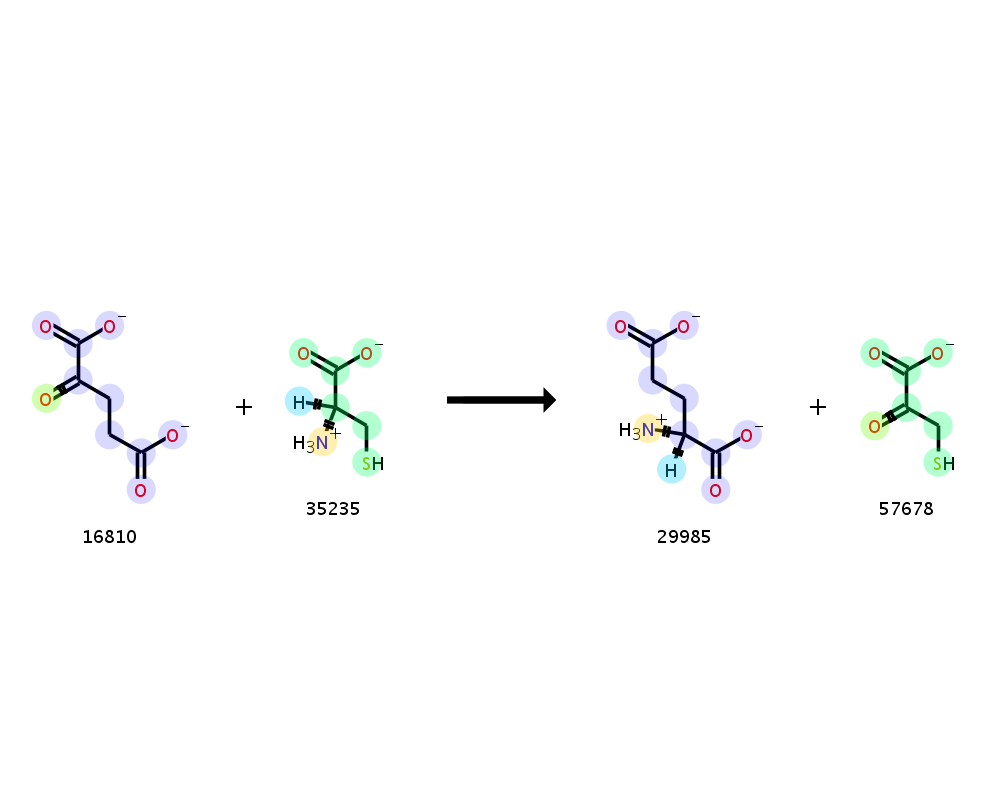 O O⁻ O O⁻ O
+
O O⁻ H H₃N⁺ SH
O O⁻ H₃N⁺ H O⁻ O
+
O O⁻ O SH
35235 57678
16810 29985